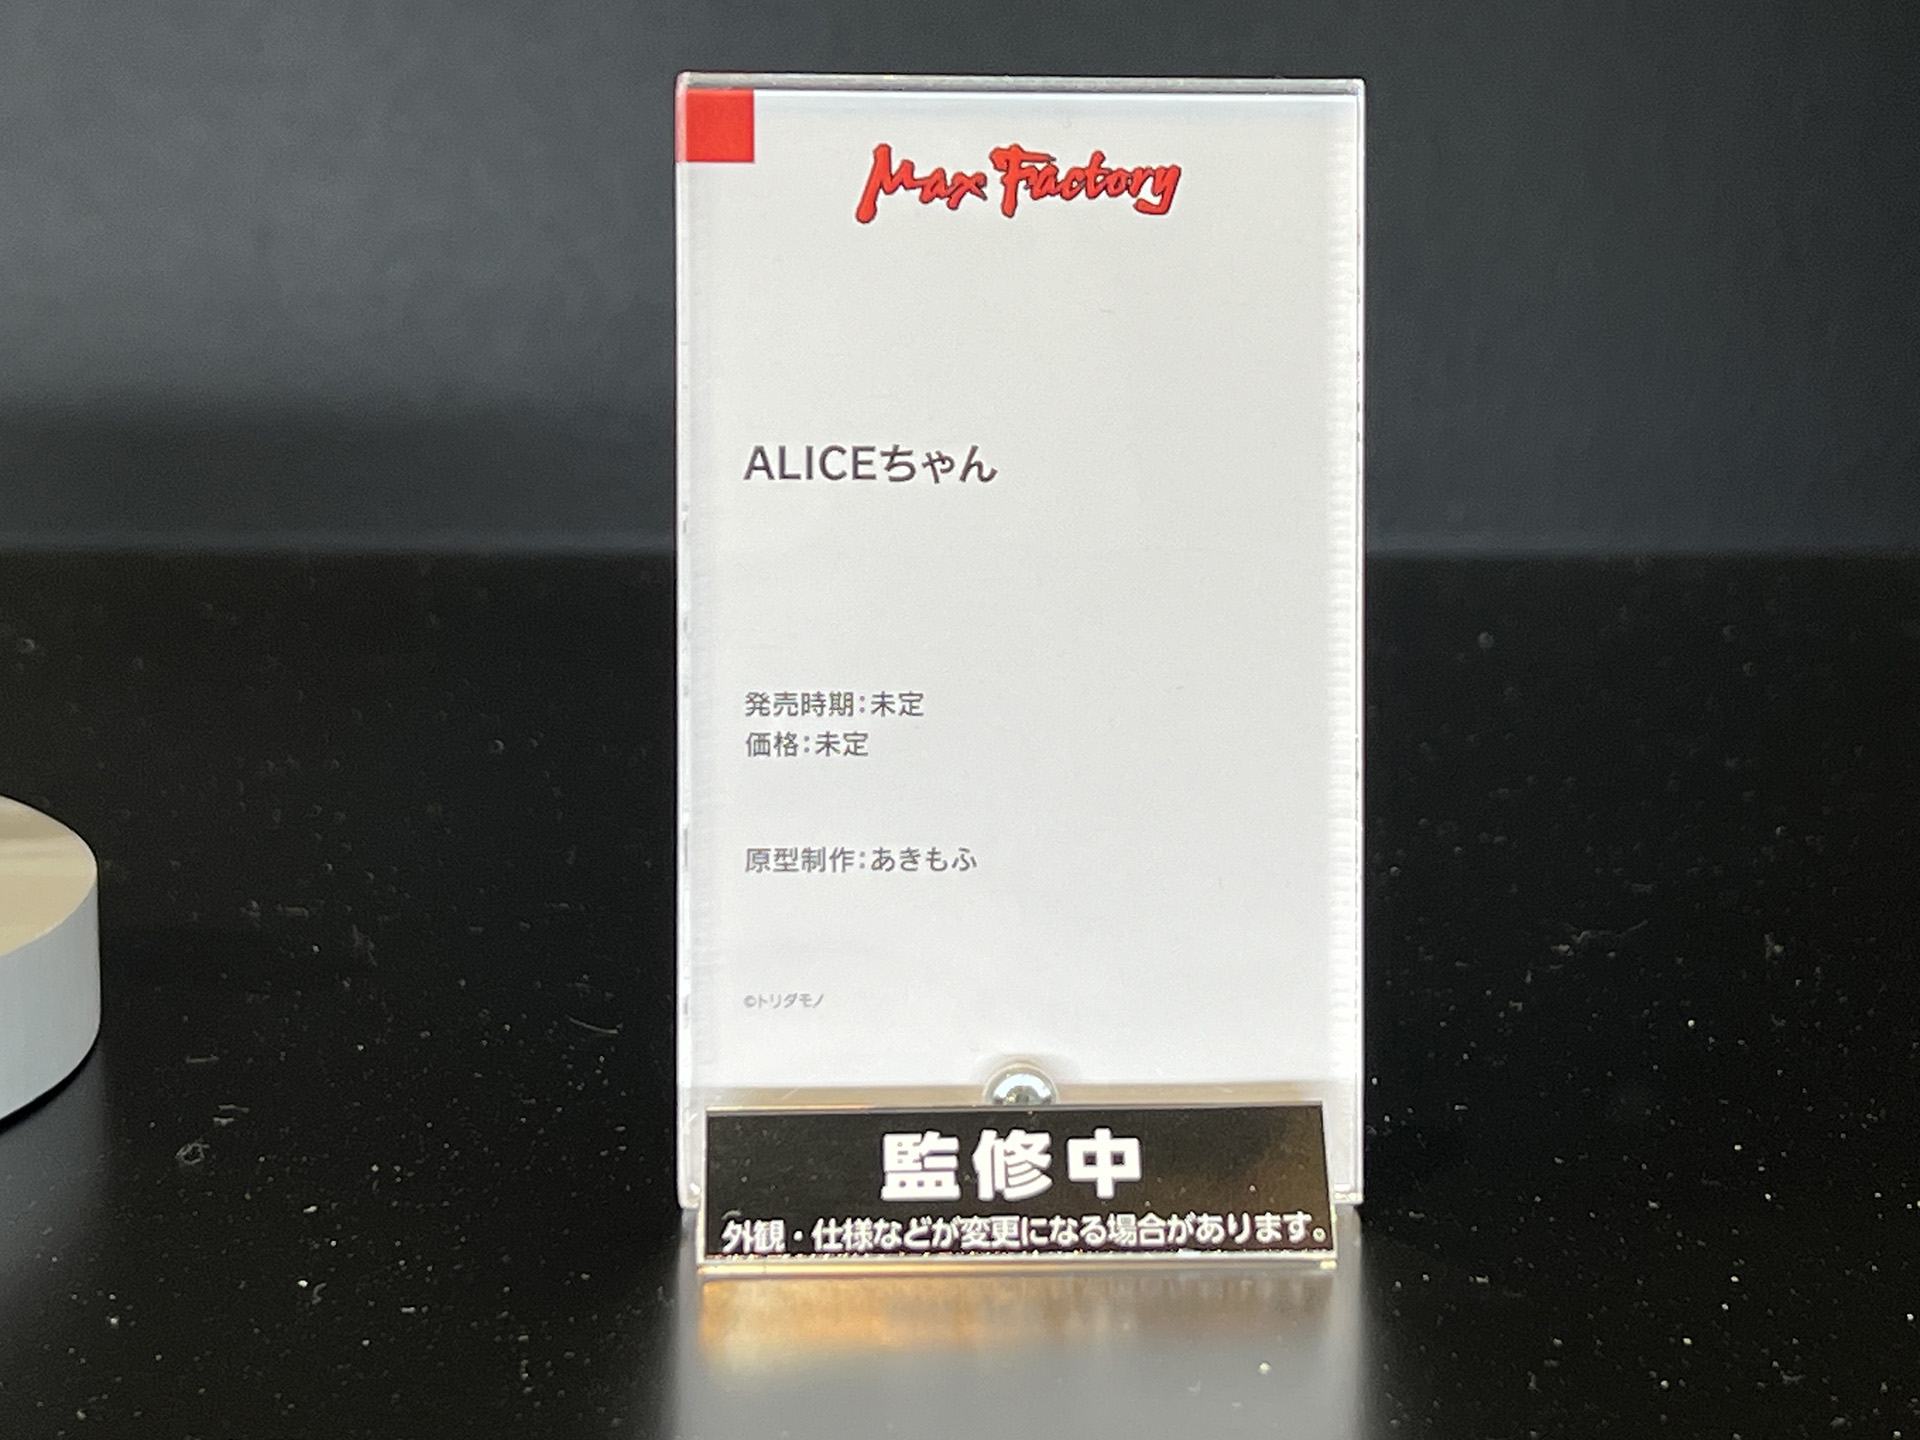 Max Factory
ALICEちゃん
発売時期：未定
価格：未定
原型制作：あきもふ
©トリダモノ
監修中
外観・仕様などが変更になる場合があります。